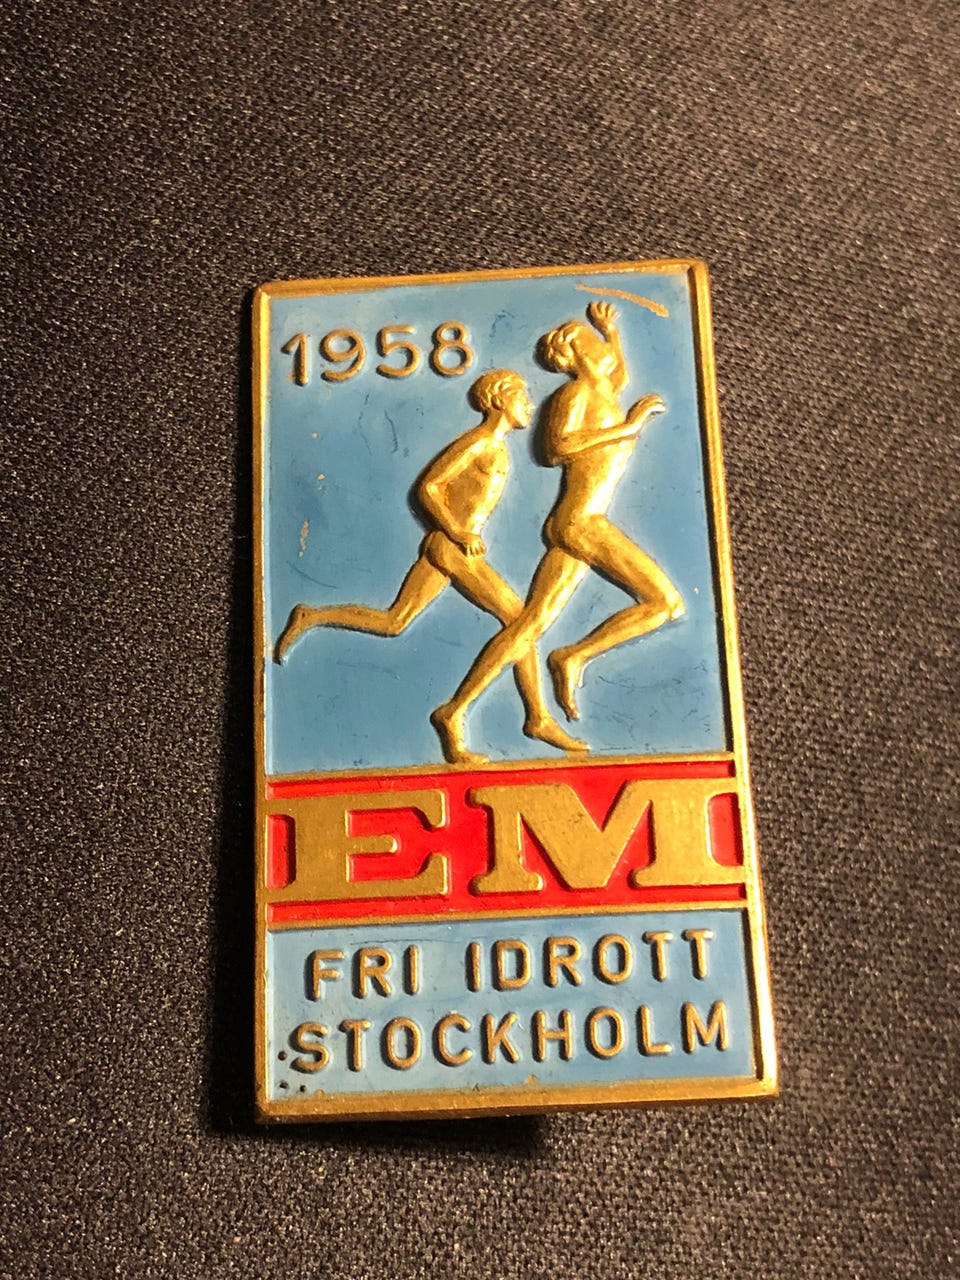 1958
EM
FRI IDROTT
STOCKHOLM